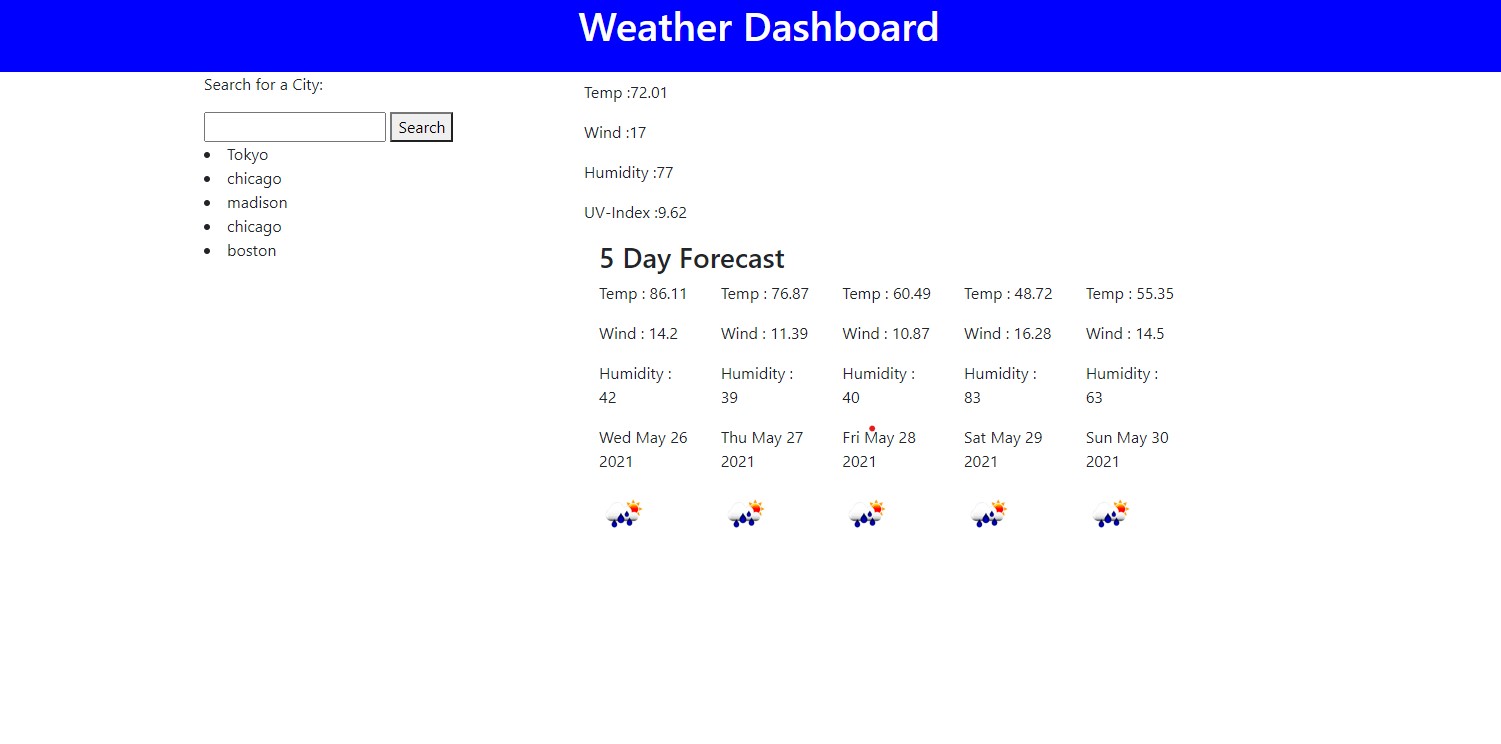 Weather Dashboard
Search for a City:
Search
Tokyo
chicago
madison
chicago
boston
Temp :72.01
Wind :17
Humidity :77
UV-Index :9.62
5 Day Forecast
Temp : 86.11 Temp : 76.87 Temp : 60.49 Temp : 48.72 Temp : 55.35
Wind : 14.2 Wind : 11.39 Wind : 10.87 Wind : 16.28 Wind : 14.5
Humidity : Humidity : Humidity : Humidity : Humidity :
42 39 40 83 63
Wed May 26 Thu May 27 Fri May 28 Sat May 29 Sun May 30
2021 2021 2021 2021 2021